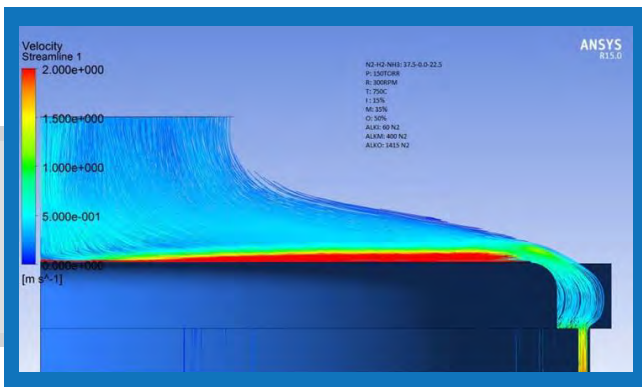 Velocity
Streamline 1
2.000e+000
1.500e+000
1.000e+000
5.000e-001
0.000e+000
[m s^-1]
N2-H2-NH3: 37.5-0.0-22.5
P: 150TORR
R: 300RPM
T: 750C
I: 15%
M: 35%
O: 50%
ALKI: 60 N2
ALKM: 400 N2
ALKO: 1415 N2
ANSYS
R15.0